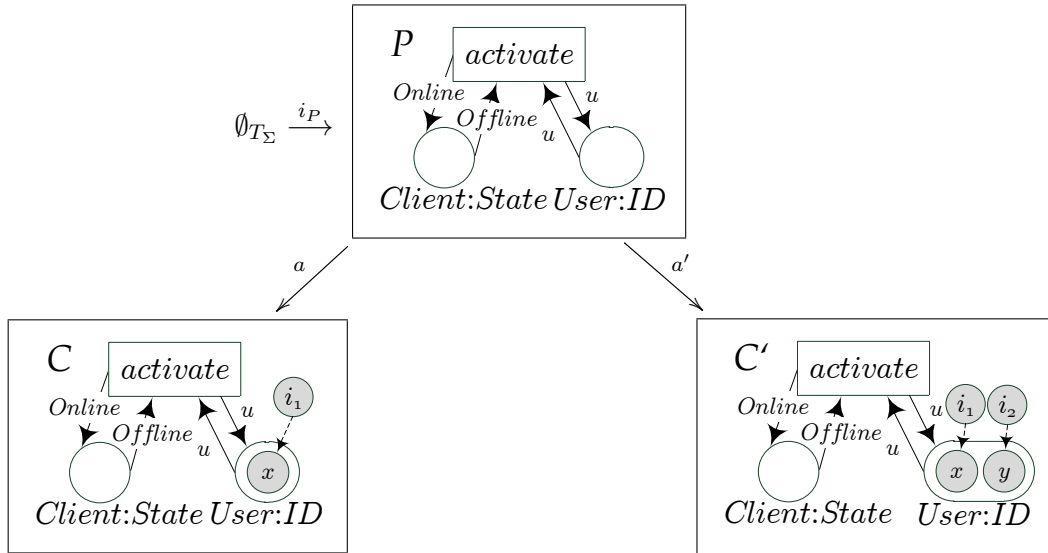 P
activate
Online
Offline
u
u
∅_{T_Σ} i_P
Client:State User:ID
a a′
C
activate
i₁
Online
Offline
u
u
x
Client:State User:ID
C‘
activate
i₁ i₂
Online
Offline
u
u
x y
Client:State User:ID